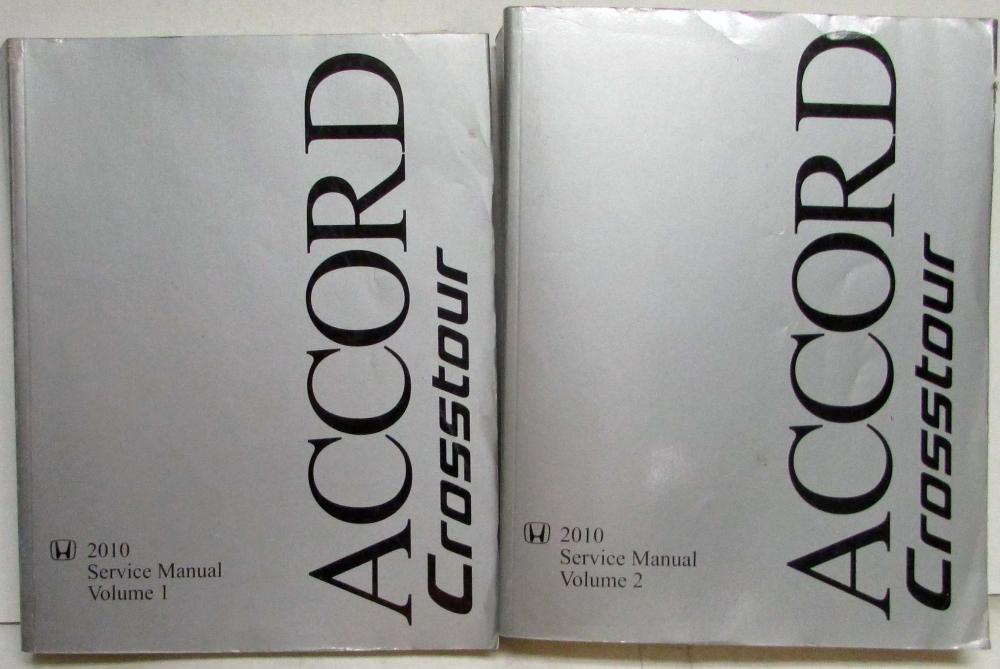 ACCORD
Crosstour
2010
Service Manual
Volume 1
ACCORD
Crosstour
2010
Service Manual
Volume 2